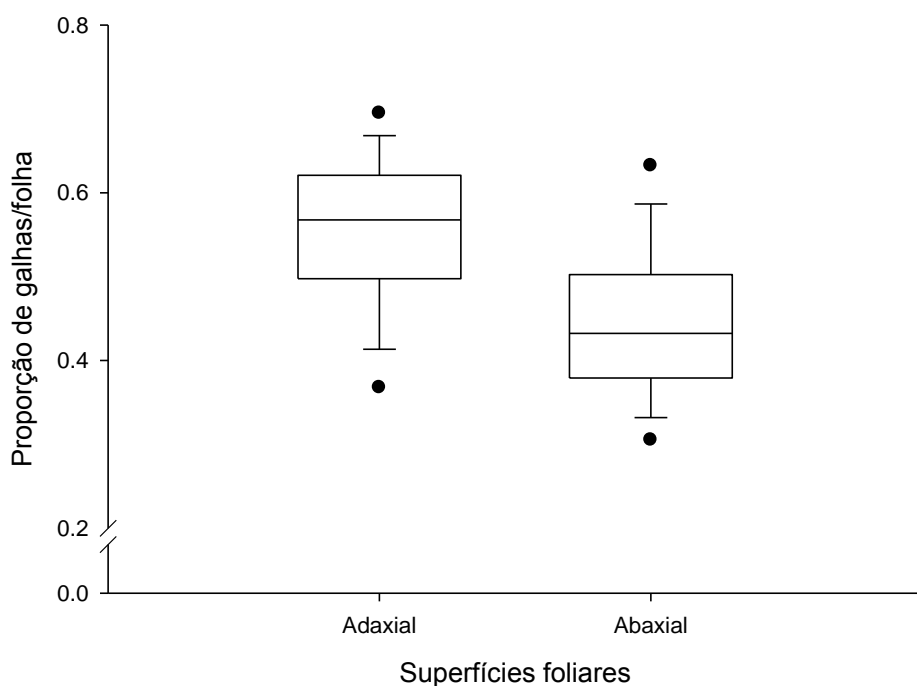 0.8
0.6
0.4
0.2
0.0
Proporção de galhas/folha
Adaxial
Abaxial
Superfícies foliares